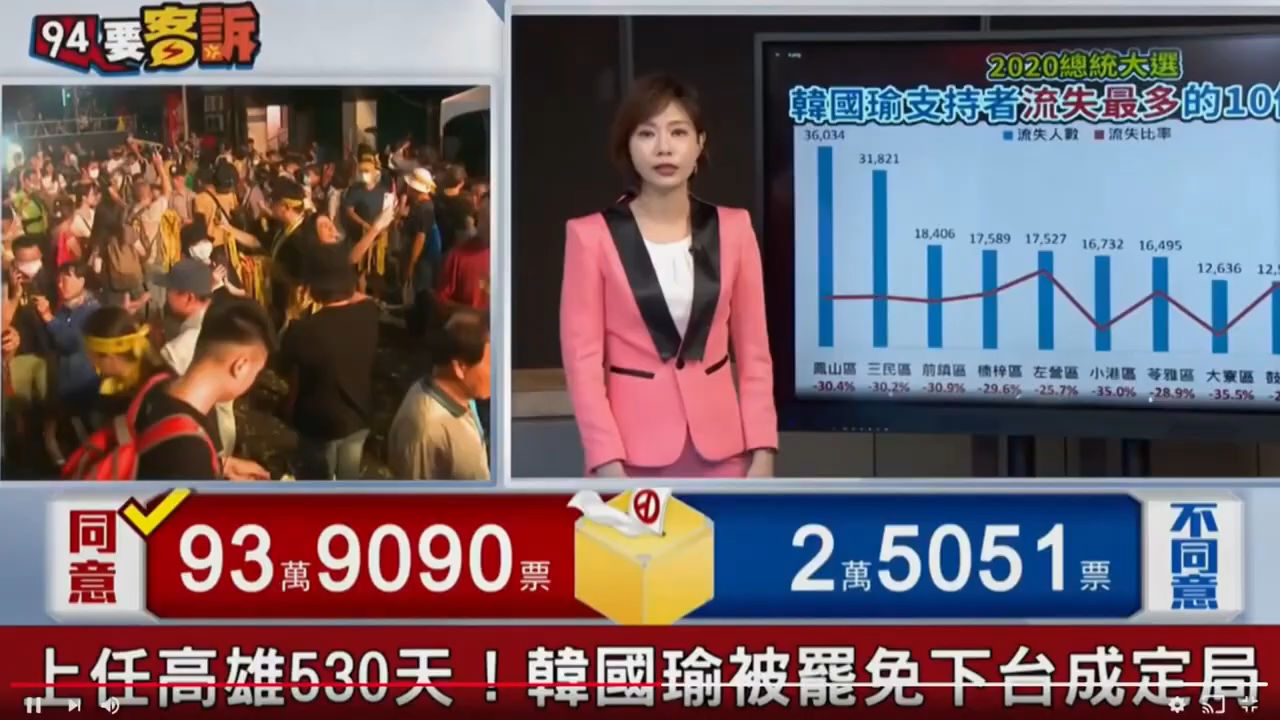 94要客訴
2020總統大選
韓國瑜支持者流失最多的10
流失人數 流失比率
36,034
31,821
18,406
17,589
17,527
16,732
16,495
12,636
鳳山區 三民區 前鎮區 楠梓區 左營區 小港區 苓雅區 大寮區 鼓
-30.4% -30.2% -30.9% -29.6% -25.7% -35.0% -28.9% -35.5%
同意
93萬9090票
2萬5051票
不同意
上任高雄530天！韓國瑜被罷免下台成定局